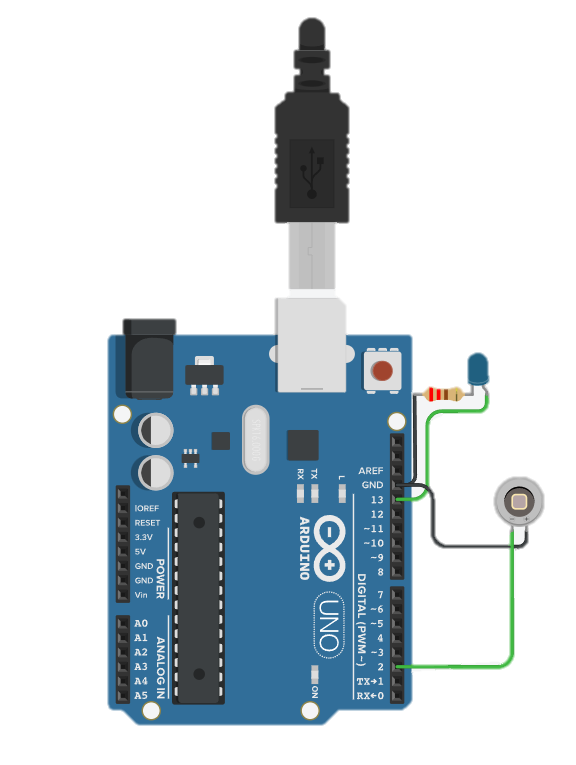 AREF
GND
13
12
~11
~10
~9
8
7
~6
~5
4
~3
2
TX→1
RX←0
DIGITAL (PWM~)
IOREF
RESET
3.3V
5V
GND
GND
Vin
POWER
A0
A1
A2
A3
A4
A5
ANALOG IN
RX
TX
L
ARDUINO
UNO
ON
- +